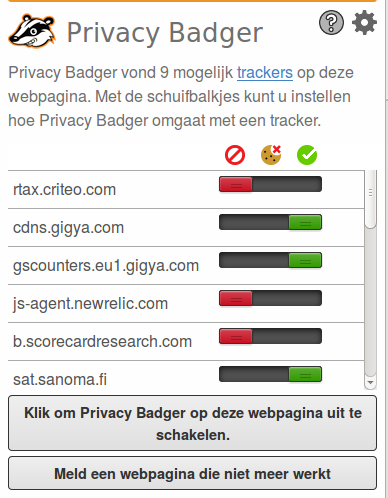 Privacy Badger
Privacy Badger vond 9 mogelijk trackers op deze
webpagina. Met de schuifbalkjes kunt u instellen
hoe Privacy Badger omgaat met een tracker.
rtax.criteo.com
cdns.gigya.com
gscounters.eu1.gigya.com
js-agent.newrelic.com
b.scorecardresearch.com
sat.sanoma.fi
Klik om Privacy Badger op deze webpagina uit te
schakelen.
Meld een webpagina die niet meer werkt